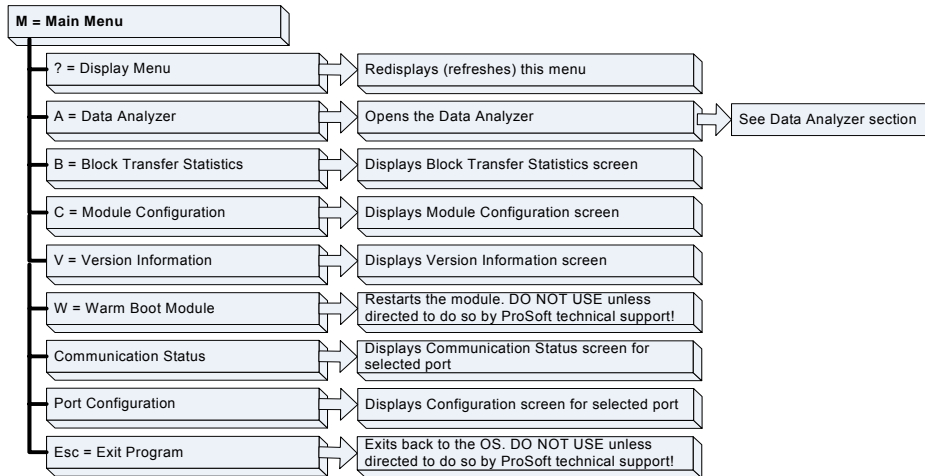 M = Main Menu
? = Display Menu
Redisplays (refreshes) this menu
A = Data Analyzer
Opens the Data Analyzer
See Data Analyzer section
B = Block Transfer Statistics
Displays Block Transfer Statistics screen
C = Module Configuration
Displays Module Configuration screen
V = Version Information
Displays Version Information screen
W = Warm Boot Module
Restarts the module. DO NOT USE unless
directed to do so by ProSoft technical support!
Communication Status
Displays Communication Status screen for
selected port
Port Configuration
Displays Configuration screen for selected port
Esc = Exit Program
Exits back to the OS. DO NOT USE unless
directed to do so by ProSoft technical support!